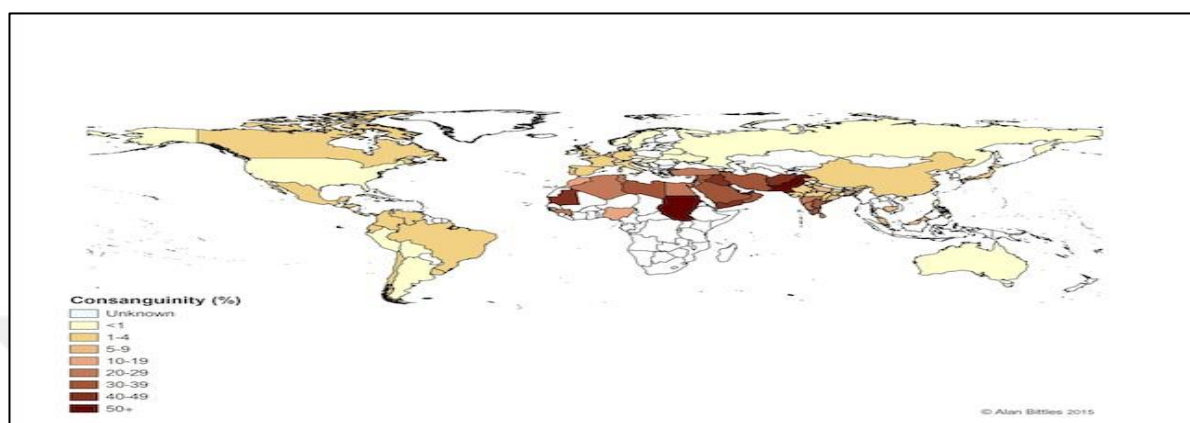 Consanguinity (%)
Unknown
<1
1-4
5-9
10-19
20-29
30-39
40-49
50+
© Alan Bittles 2015